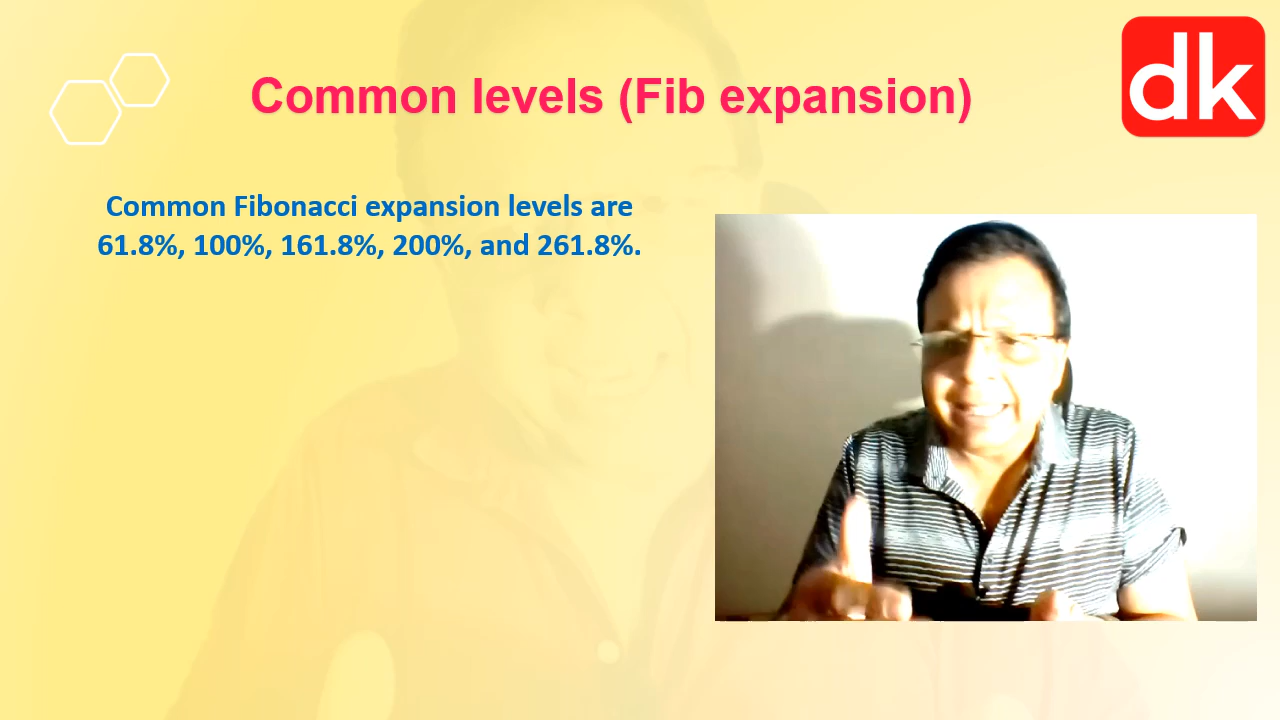 dk
Common levels (Fib expansion)
Common Fibonacci expansion levels are
61.8%, 100%, 161.8%, 200%, and 261.8%.